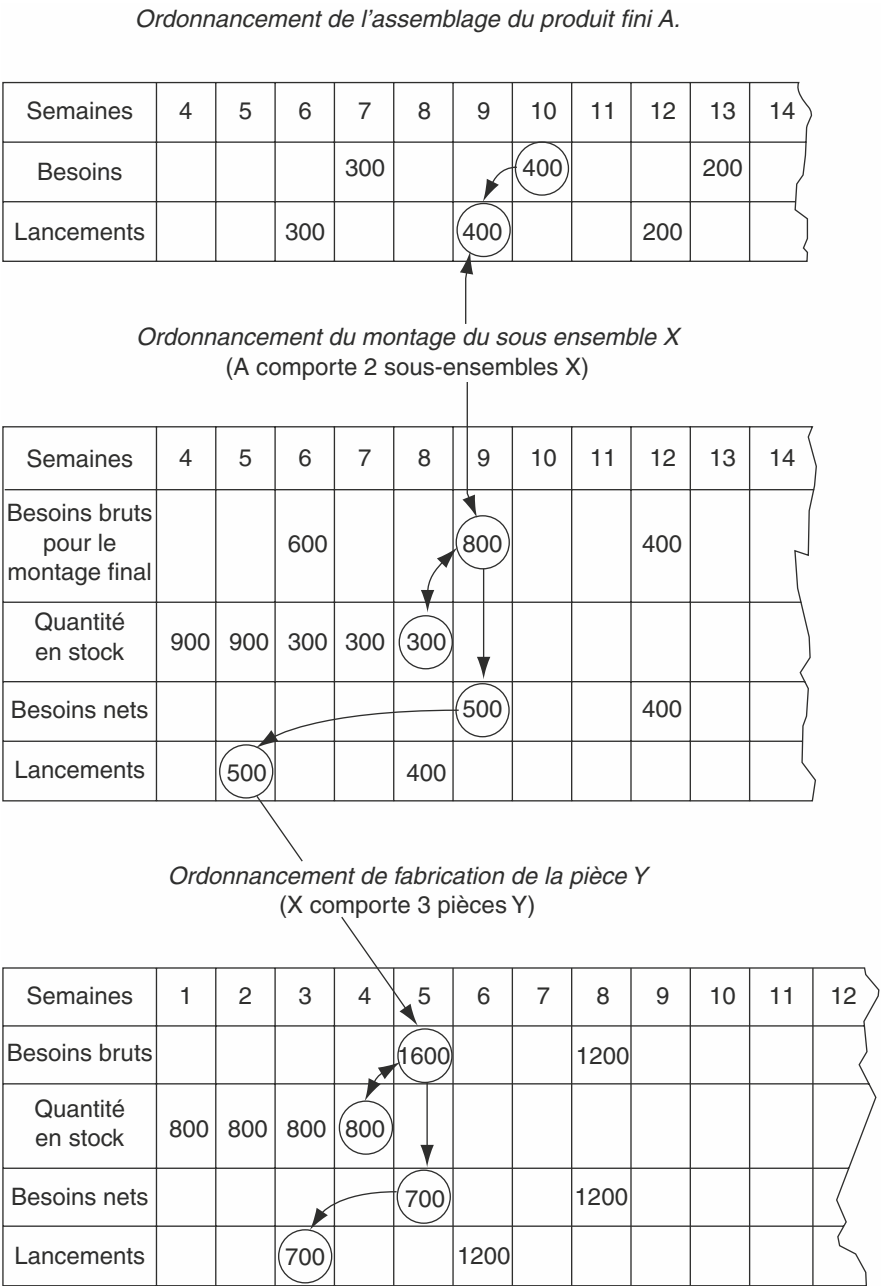 Ordonnancement de l'assemblage du produit fini A.
Semaines 4 5 6 7 8 9 10 11 12 13 14
Besoins 300 400 200
Lancements 300 400 200
Ordonnancement du montage du sous ensemble X
(A comporte 2 sous-ensembles X)
Semaines 4 5 6 7 8 9 10 11 12 13 14
Besoins bruts
pour le
montage final
600 800 400
Quantité
en stock
900 900 300 300 300
Besoins nets 500 400
Lancements 500 400
Ordonnancement de fabrication de la pièce Y
(X comporte 3 pièces Y)
Semaines 1 2 3 4 5 6 7 8 9 10 11 12
Besoins bruts 1600 1200
Quantité
en stock
800 800 800 800
Besoins nets 700 1200
Lancements 700 1200